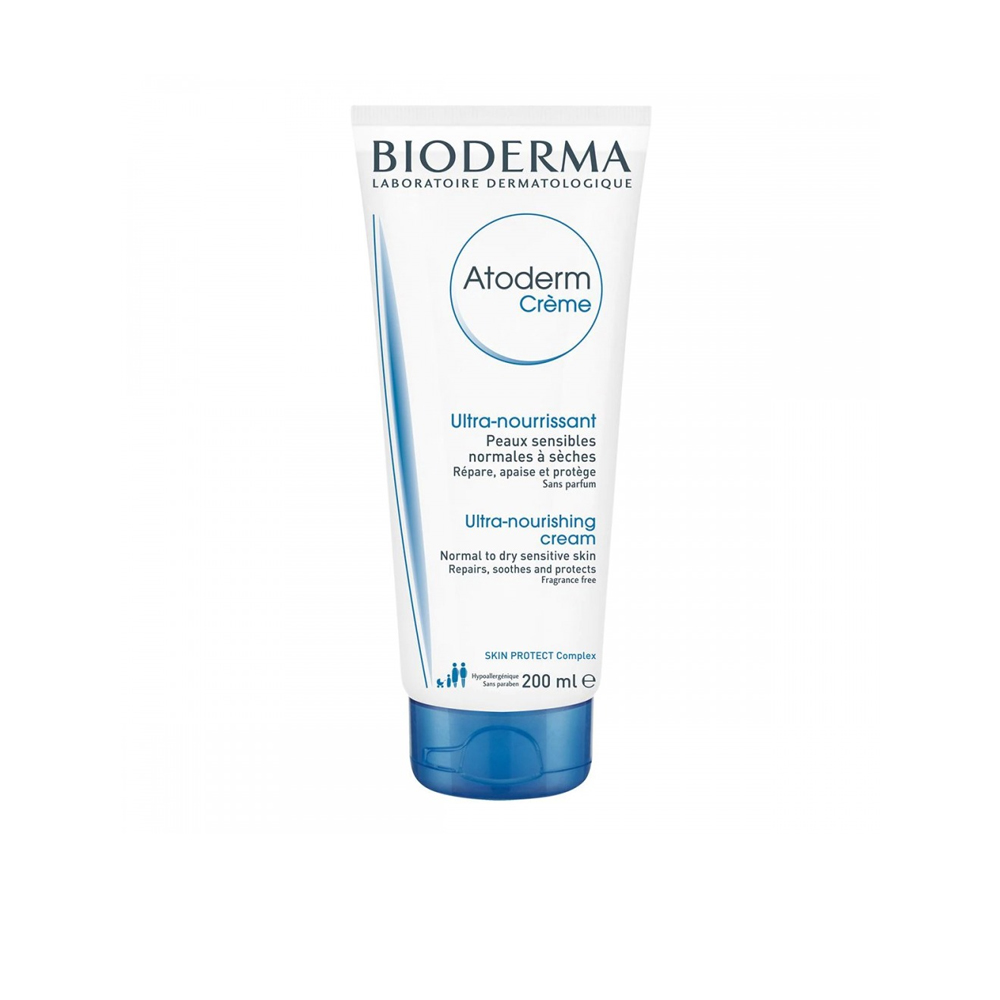 BIODERMA
LABORATOIRE DERMATOLOGIQUE
Atoderm
Crème
Ultra-nourrissant
Peaux sensibles
normales à sèches
Répare, apaise et protège
Sans parfum
Ultra-nourishing
cream
Normal to dry sensitive skin
Repairs, soothes and protects
Fragrance free
SKIN PROTECT Complex
Hypoallergénique
Sans paraben
200 ml ℮